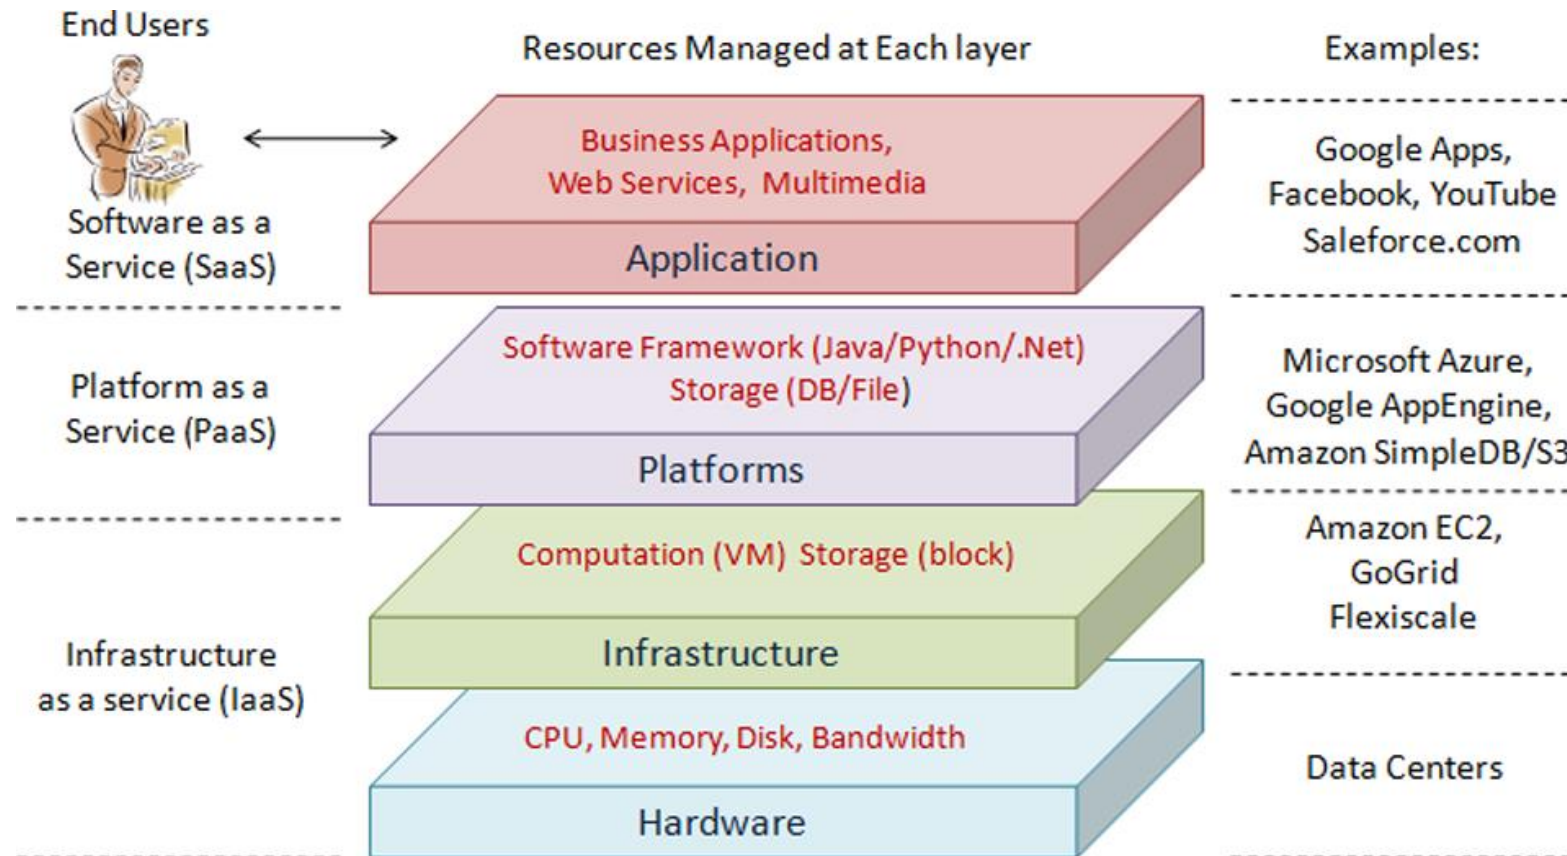 End Users
Resources Managed at Each layer
Examples:
Business Applications,
Web Services, Multimedia
Application
Software as a
Service (SaaS)
Google Apps,
Facebook, YouTube
Saleforce.com
Software Framework (Java/Python/.Net)
Storage (DB/File)
Platforms
Platform as a
Service (PaaS)
Microsoft Azure,
Google AppEngine,
Amazon SimpleDB/S3
Computation (VM) Storage (block)
Infrastructure
Amazon EC2,
GoGrid
Flexiscale
Infrastructure
as a service (IaaS)
CPU, Memory, Disk, Bandwidth
Hardware
Data Centers